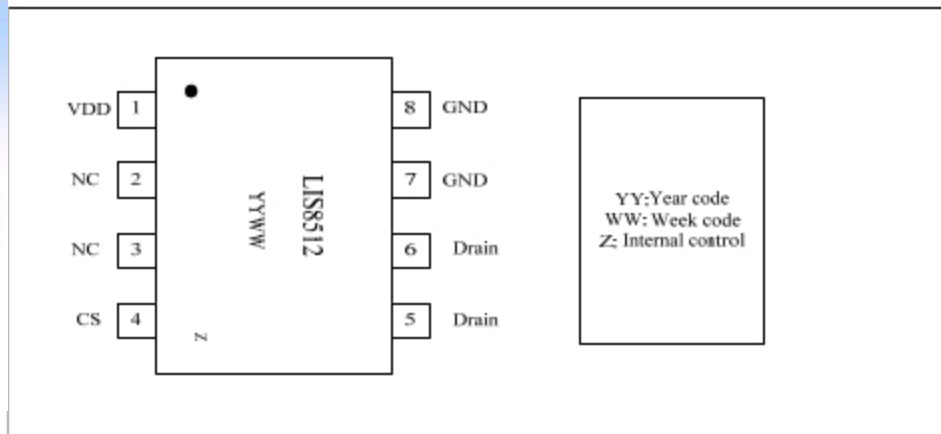 VDD 1 8 GND
NC 2 7 GND
NC 3 6 Drain
CS 4 5 Drain
LIS8512
YYWW
Z
YY:Year code
WW: Week code
Z: Internal control